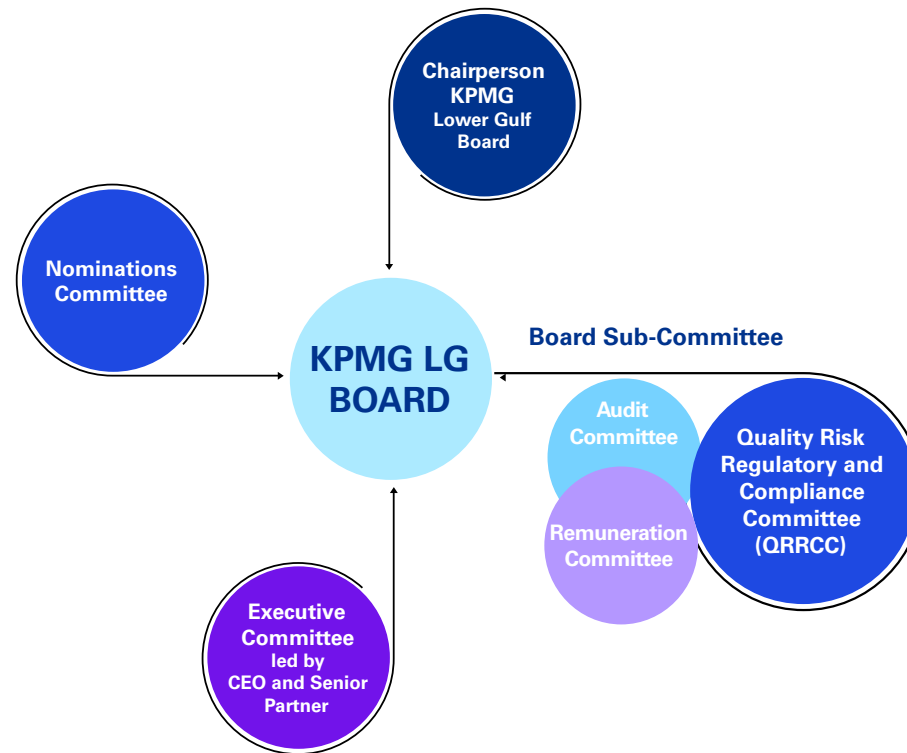 Chairperson
KPMG
Lower Gulf
Board
Nominations
Committee
KPMG LG
BOARD
Board Sub-Committee
Audit
Committee
Remuneration
Committee
Quality Risk
Regulatory and
Compliance
Committee
(QRRCC)
Executive
Committee
led by
CEO and Senior
Partner